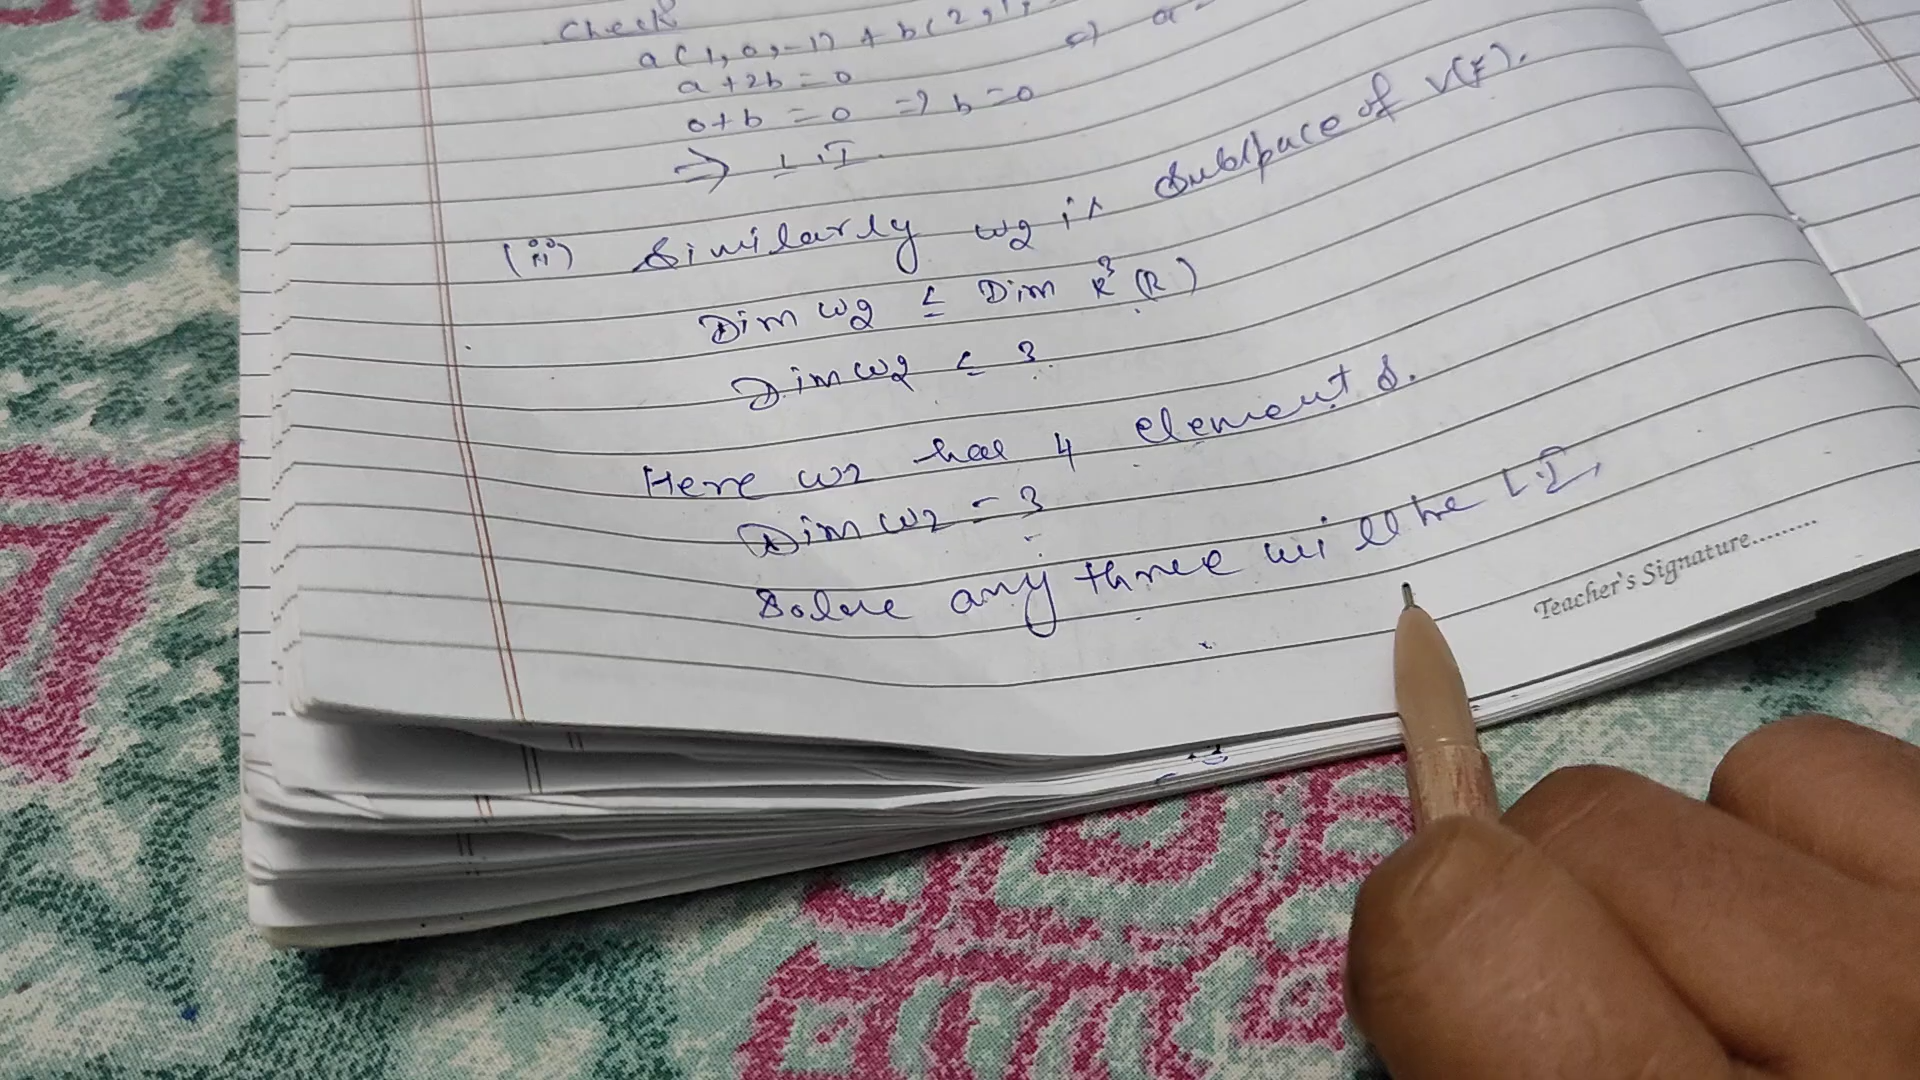 Check
a(1,0,-1) + b(2,1,
a+2b = 0
0+b = 0 => b=0
=> L.I.
(ii) Similarly W2 is Subspace of V(F).
Dim W2 ≤ Dim R³(R)
Dim W2 ≤ 3
Here W2 has 4 elements.
Dim W2 = 3
Solve any three will be L.I.
Teacher's Signature.........